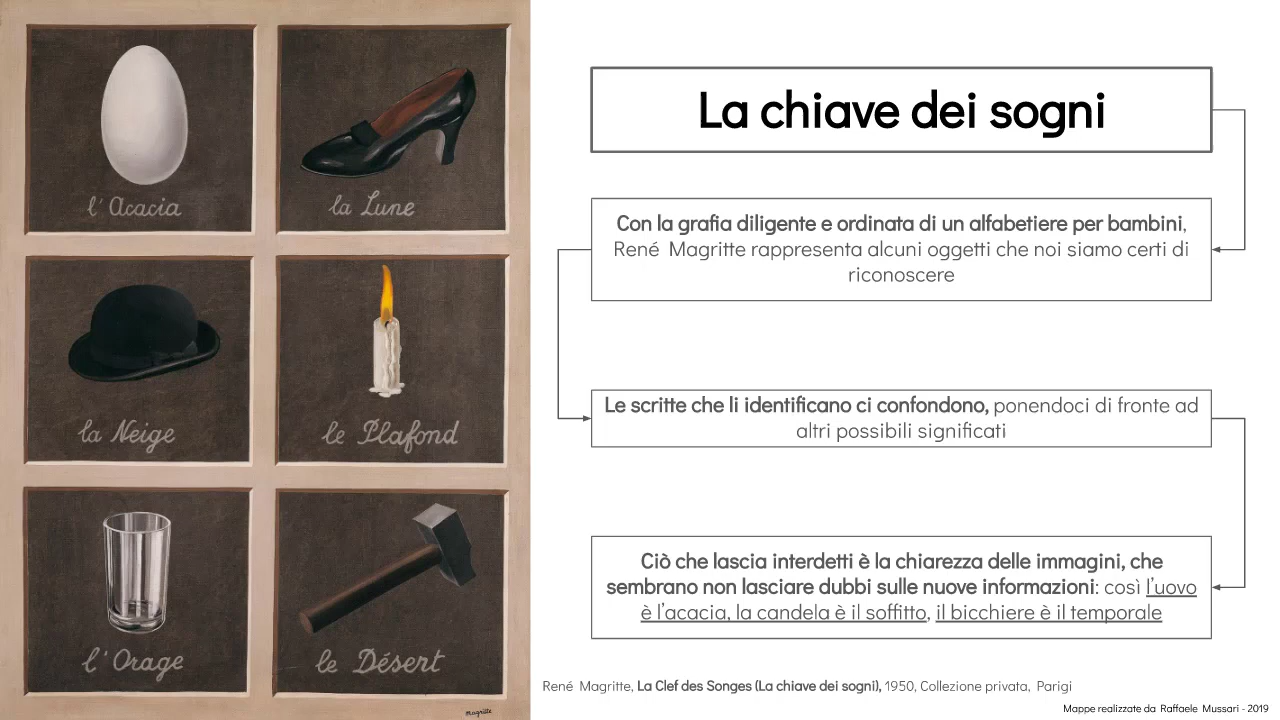 l'Acacia
la Lune
la Neige
le Plafond
l'Orage
le Désert
magritte
La chiave dei sogni
Con la grafia diligente e ordinata di un alfabetiere per bambini,
René Magritte rappresenta alcuni oggetti che noi siamo certi di
riconoscere
Le scritte che li identificano ci confondono, ponendoci di fronte ad
altri possibili significati
Ciò che lascia interdetti è la chiarezza delle immagini, che
sembrano non lasciare dubbi sulle nuove informazioni: così l'uovo
è l'acacia, la candela è il soffitto, il bicchiere è il temporale
René Magritte, La Clef des Songes (La chiave dei sogni), 1950, Collezione privata, Parigi
Mappe realizzate da Raffaele Mussari - 2019